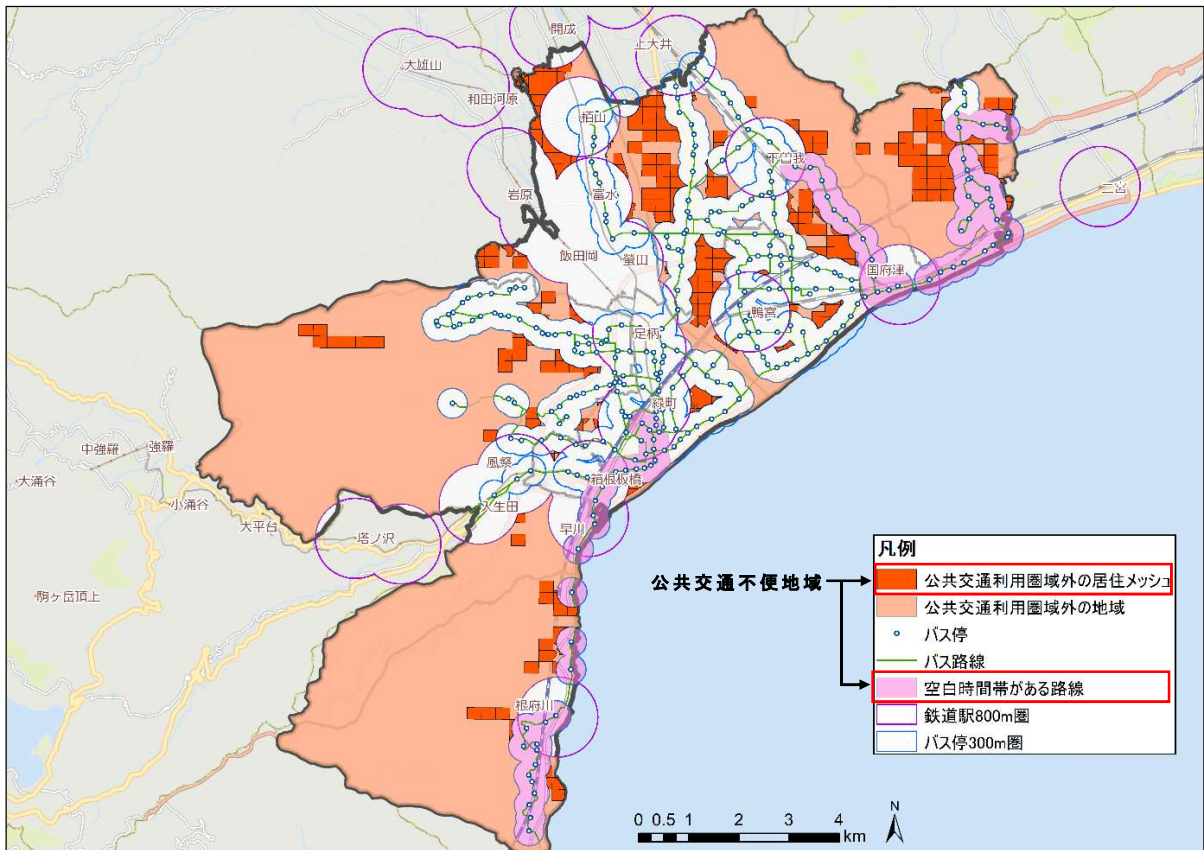 開成
上大井
大雄山
和田河原
栢山
下曽我
岩原
富水
二宮
飯田岡
螢田
国府津
鴨宮
足柄
緑町
中強羅
強羅
風祭
大涌谷
箱根板橋
小涌谷
入生田
大平台
早川
塔ノ沢
駒ヶ岳頂上
根府川
公共交通不便地域
凡例
公共交通利用圏域外の居住メッシュ
公共交通利用圏域外の地域
バス停
バス路線
空白時間帯がある路線
鉄道駅800m圏
バス停300m圏
0 0.5 1 2 3 4
km
N